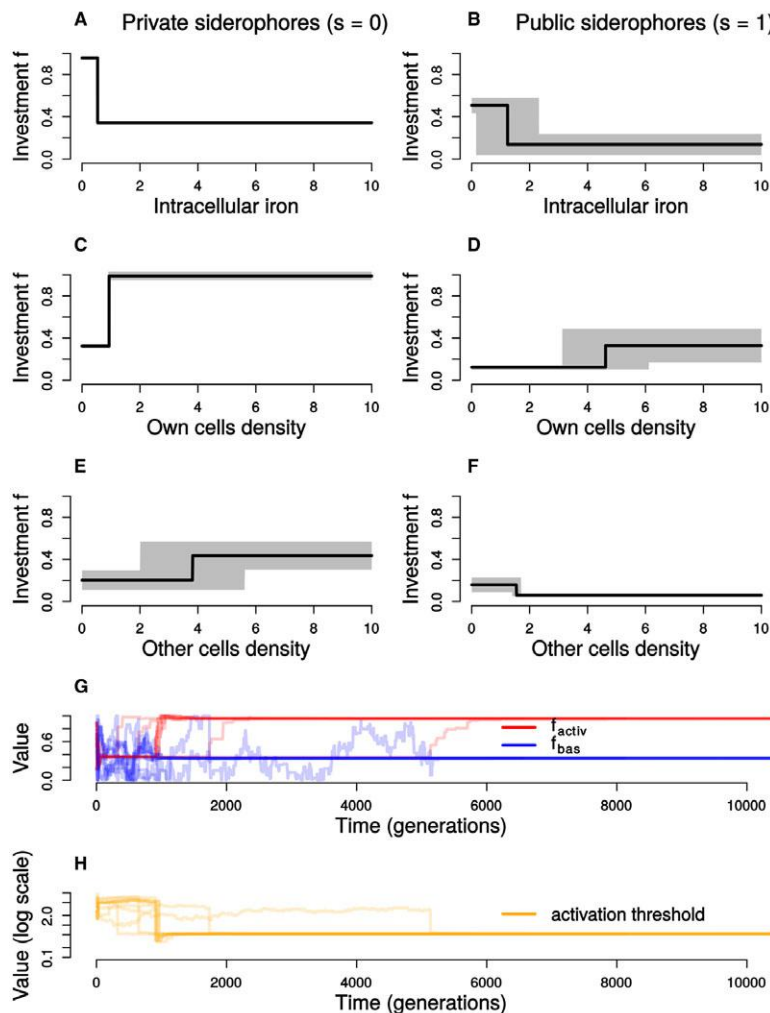 A Private siderophores (s = 0)
B Public siderophores (s = 1)
Investment f
0.0 0.4 0.8
0 2 4 6 8 10
Intracellular iron
Investment f
0.0 0.4 0.8
0 2 4 6 8 10
Intracellular iron
C
Investment f
0.0 0.4 0.8
0 2 4 6 8 10
Own cells density
D
Investment f
0.0 0.4 0.8
0 2 4 6 8 10
Own cells density
E
Investment f
0.0 0.4 0.8
0 2 4 6 8 10
Other cells density
F
Investment f
0.0 0.4 0.8
0 2 4 6 8 10
Other cells density
G
Value
0.0 0.6
f activ
f bas
0 2000 4000 6000 8000 10000
Time (generations)
H
Value (log scale)
0.1 2.0
activation threshold
0 2000 4000 6000 8000 10000
Time (generations)